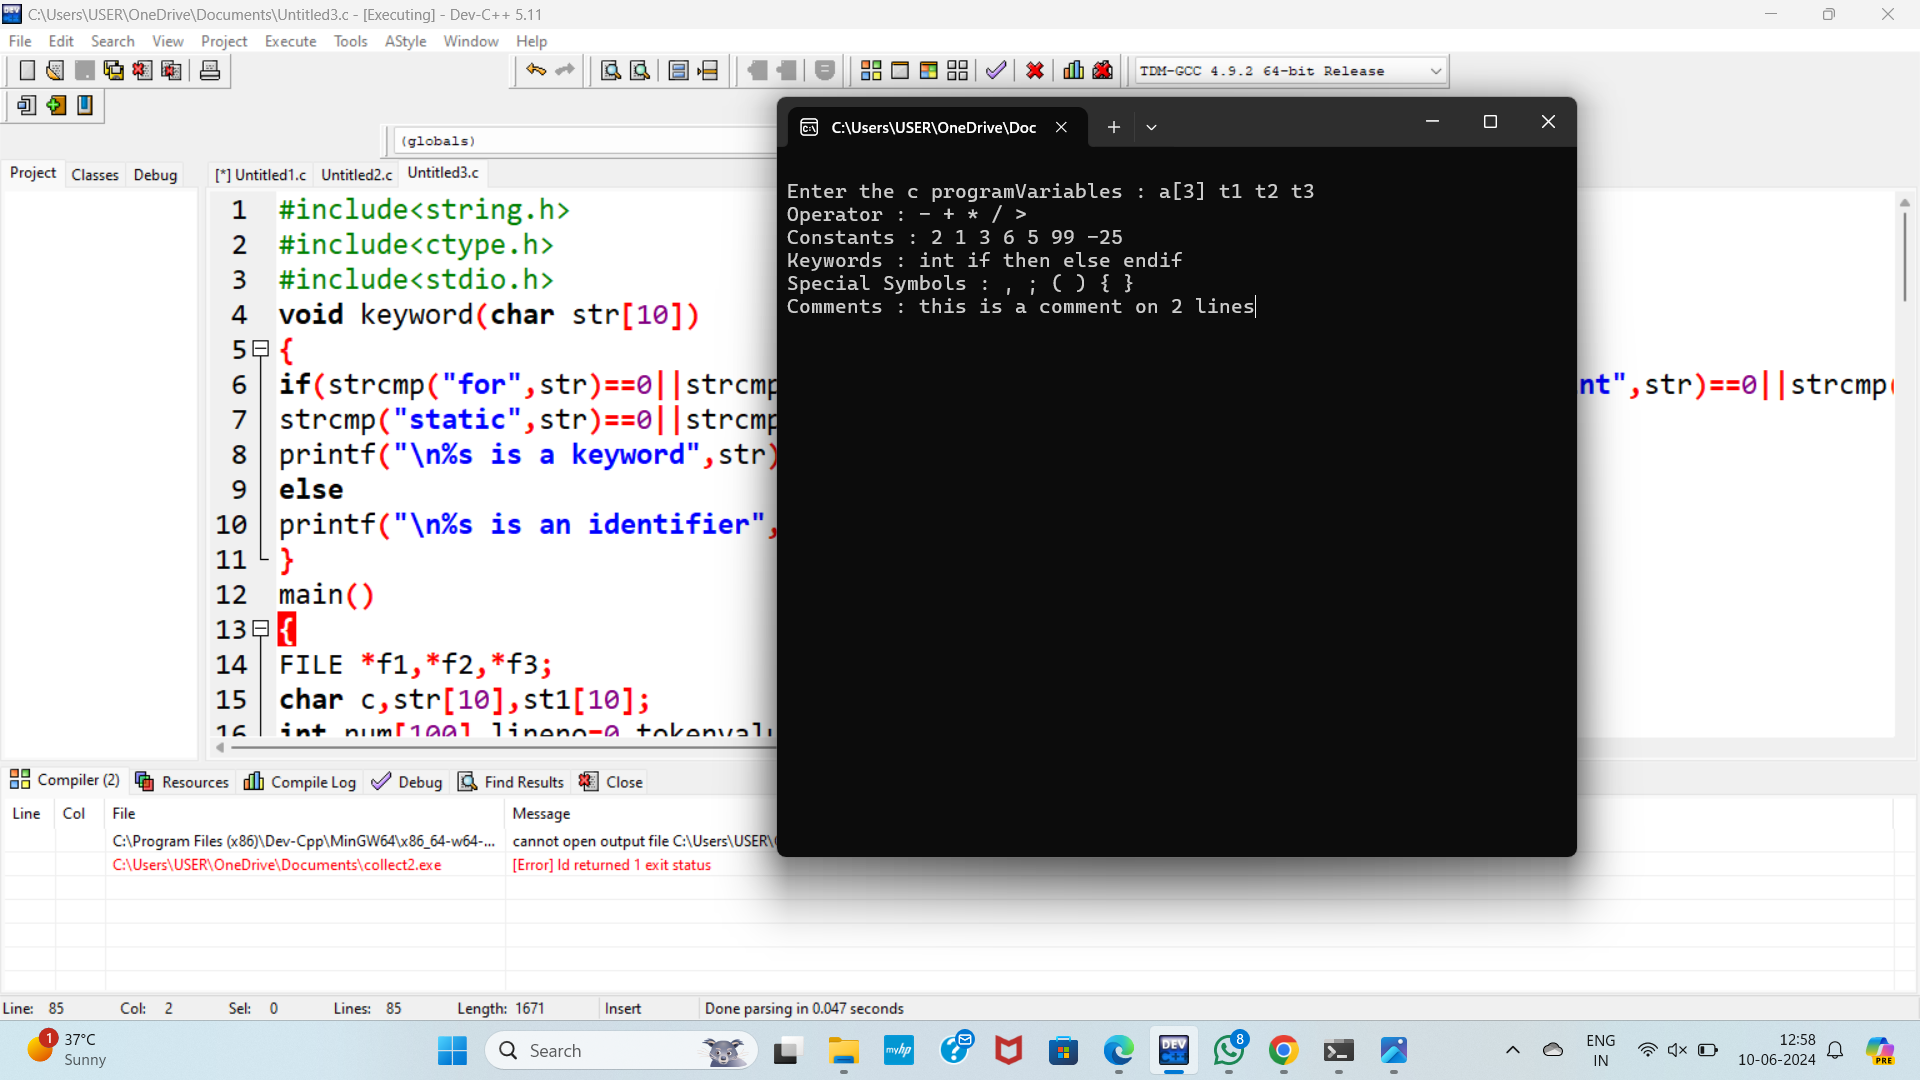 C:\Users\USER\OneDrive\Documents\Untitled3.c - [Executing] - Dev-C++ 5.11
File Edit Search View Project Execute Tools AStyle Window Help
TDM-GCC 4.9.2 64-bit Release
(globals)
Project Classes Debug
[*] Untitled1.c Untitled2.c Untitled3.c
1 #include<string.h>
2 #include<ctype.h>
3 #include<stdio.h>
4 void keyword(char str[10])
5 {
6 if(strcmp("for",str)==0||strcmp nt",str)==0||strcmp(
7 strcmp("static",str)==0||strcmp
8 printf("\n%s is a keyword",str)
9 else
10 printf("\n%s is an identifier",
11 }
12 main()
13 {
14 FILE *f1,*f2,*f3;
15 char c,str[10],st1[10];
16 int num[100] lineno=0 tokenvalu
C:\Users\USER\OneDrive\Doc
Enter the c programVariables : a[3] t1 t2 t3
Operator : - + * / >
Constants : 2 1 3 6 5 99 -25
Keywords : int if then else endif
Special Symbols : , ; ( ) { }
Comments : this is a comment on 2 lines
Compiler (2) Resources Compile Log Debug Find Results Close
Line Col File Message
C:\Program Files (x86)\Dev-Cpp\MinGW64\x86_64-w64-... cannot open output file C:\Users\USER\
C:\Users\USER\OneDrive\Documents\collect2.exe [Error] ld returned 1 exit status
Line: 85 Col: 2 Sel: 0 Lines: 85 Length: 1671 Insert Done parsing in 0.047 seconds
1
37°C
Sunny
Search
myhp
DEV
8
PRE
ENG
IN
12:58
10-06-2024